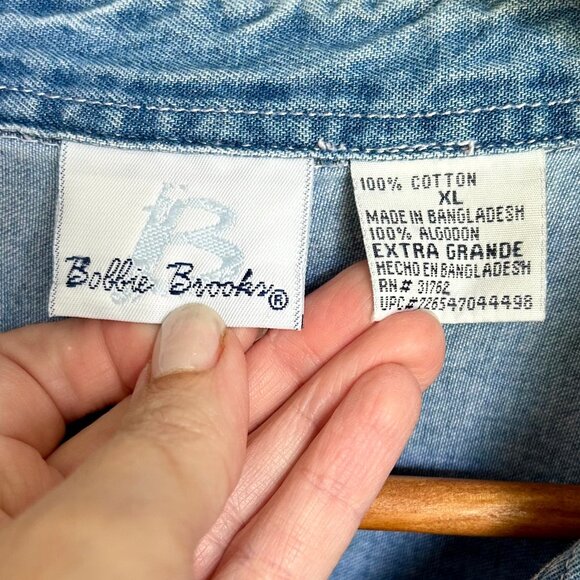 B
Bobbie Brooks®
100% COTTON
XL
MADE IN BANGLADESH
100% ALGODON
EXTRA GRANDE
HECHO EN BANGLADESH
RN# 31762
UPC#726547044498